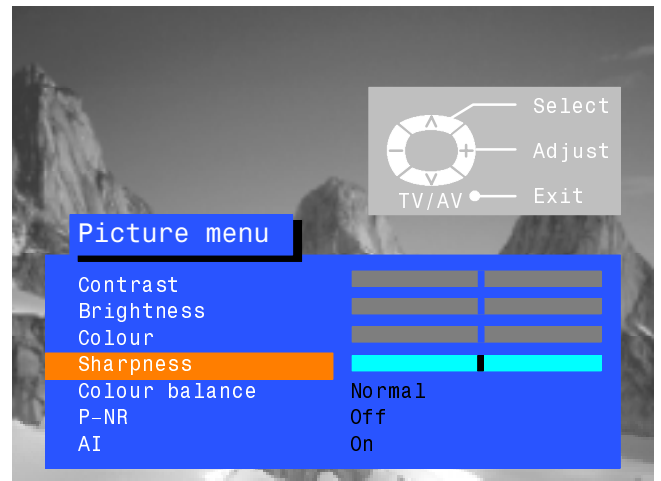 Select
Adjust
TV/AV Exit
Picture menu
Contrast
Brightness
Colour
Sharpness
Colour balance Normal
P-NR Off
AI On